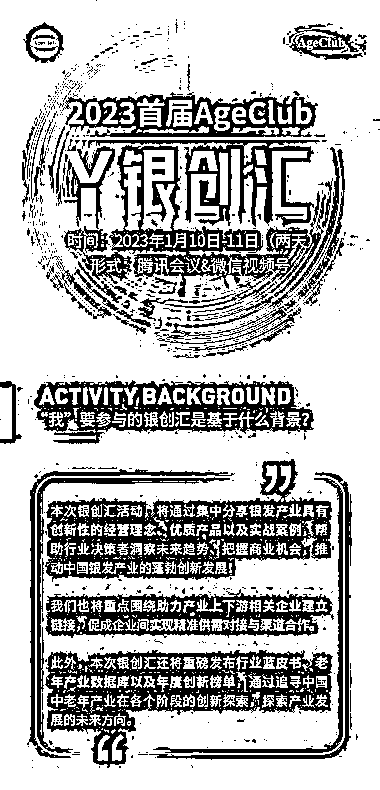 AgeClub
2023首届AgeClub
丫银创汇
时间：2023年1月10日-11日（两天）
形式：腾讯会议&微信视频号
ACTIVITY BACKGROUND
“我”要参与的银创汇是基于什么背景？
本次银创汇活动，将通过集中分享银发产业具有
创新性的经营理念、优质产品以及实战案例，帮
助行业决策者洞察未来趋势，把握商业机会，推
动中国银发产业的蓬勃创新发展！
我们也将重点围绕助力产业上下游相关企业建立
链接，促成企业间实现精准供需对接与渠道合作。
此外，本次银创汇还将重磅发布行业蓝皮书、老
年产业数据库以及年度创新榜单，通过追寻中国
中老年产业在各个阶段的创新探索，探索产业发
展的未来方向。